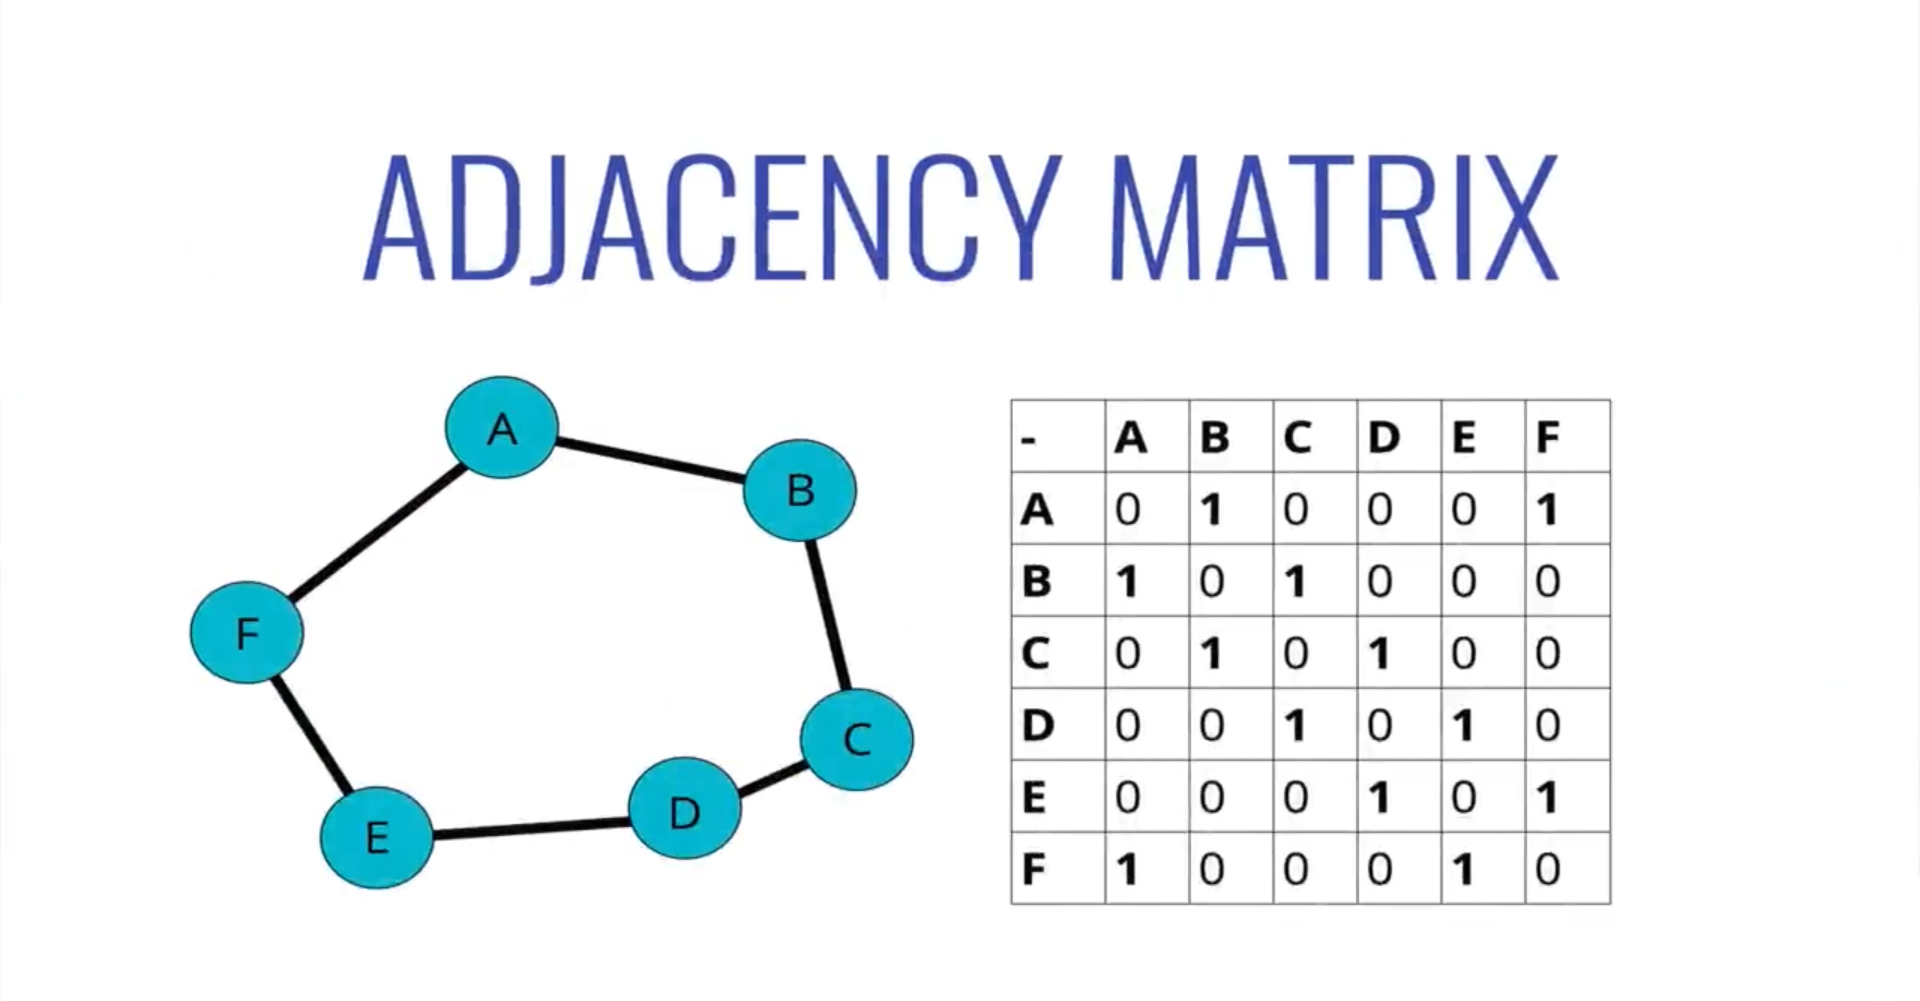 ADJACENCY MATRIX
A
B
F
C
D
E
- A B C D E F
A 0 1 0 0 0 1
B 1 0 1 0 0 0
C 0 1 0 1 0 0
D 0 0 1 0 1 0
E 0 0 0 1 0 1
F 1 0 0 0 1 0